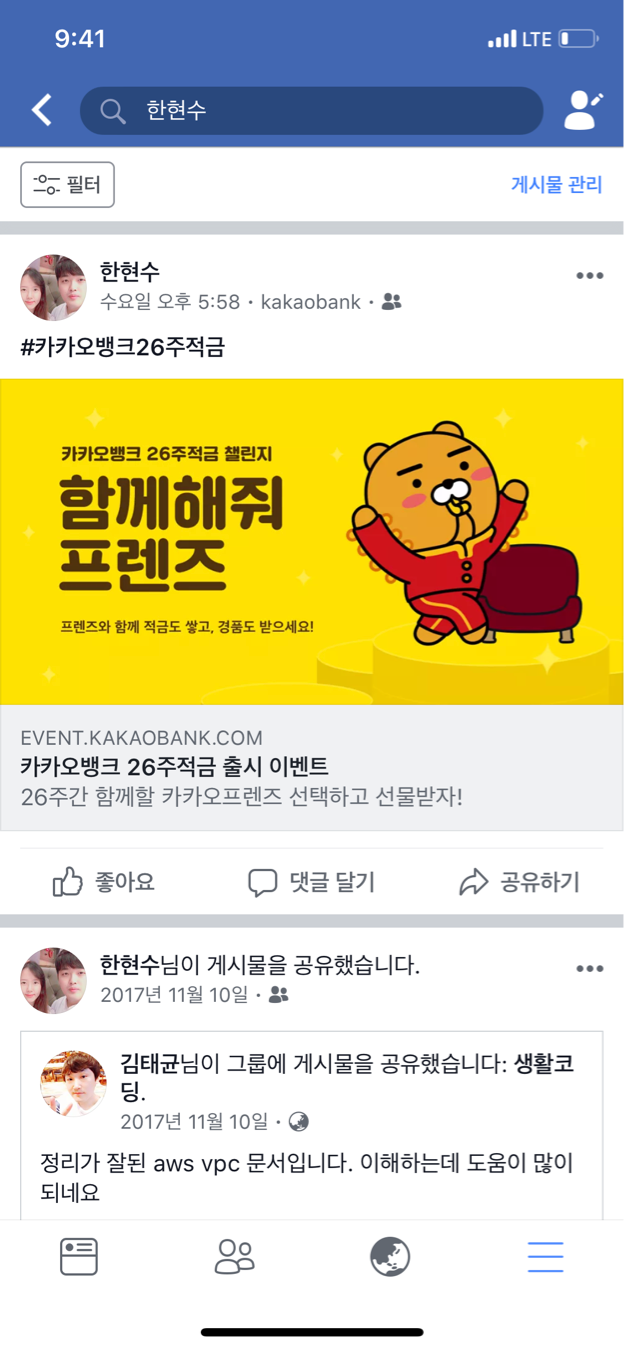 9:41
LTE
한현수
필터
게시물 관리
한현수
수요일 오후 5:58 · kakaobank ·
#카카오뱅크26주적금
카카오뱅크 26주적금 챌린지
함께해줘
프렌즈
프렌즈와 함께 적금도 쌓고, 경품도 받으세요!
EVENT.KAKAOBANK.COM
카카오뱅크 26주적금 출시 이벤트
26주간 함께할 카카오프렌즈 선택하고 선물받자!
좋아요
댓글 달기
공유하기
한현수님이 게시물을 공유했습니다.
2017년 11월 10일 ·
김태균님이 그룹에 게시물을 공유했습니다: 생활코
딩.
2017년 11월 10일 ·
정리가 잘된 aws vpc 문서입니다. 이해하는데 도움이 많이
되네요